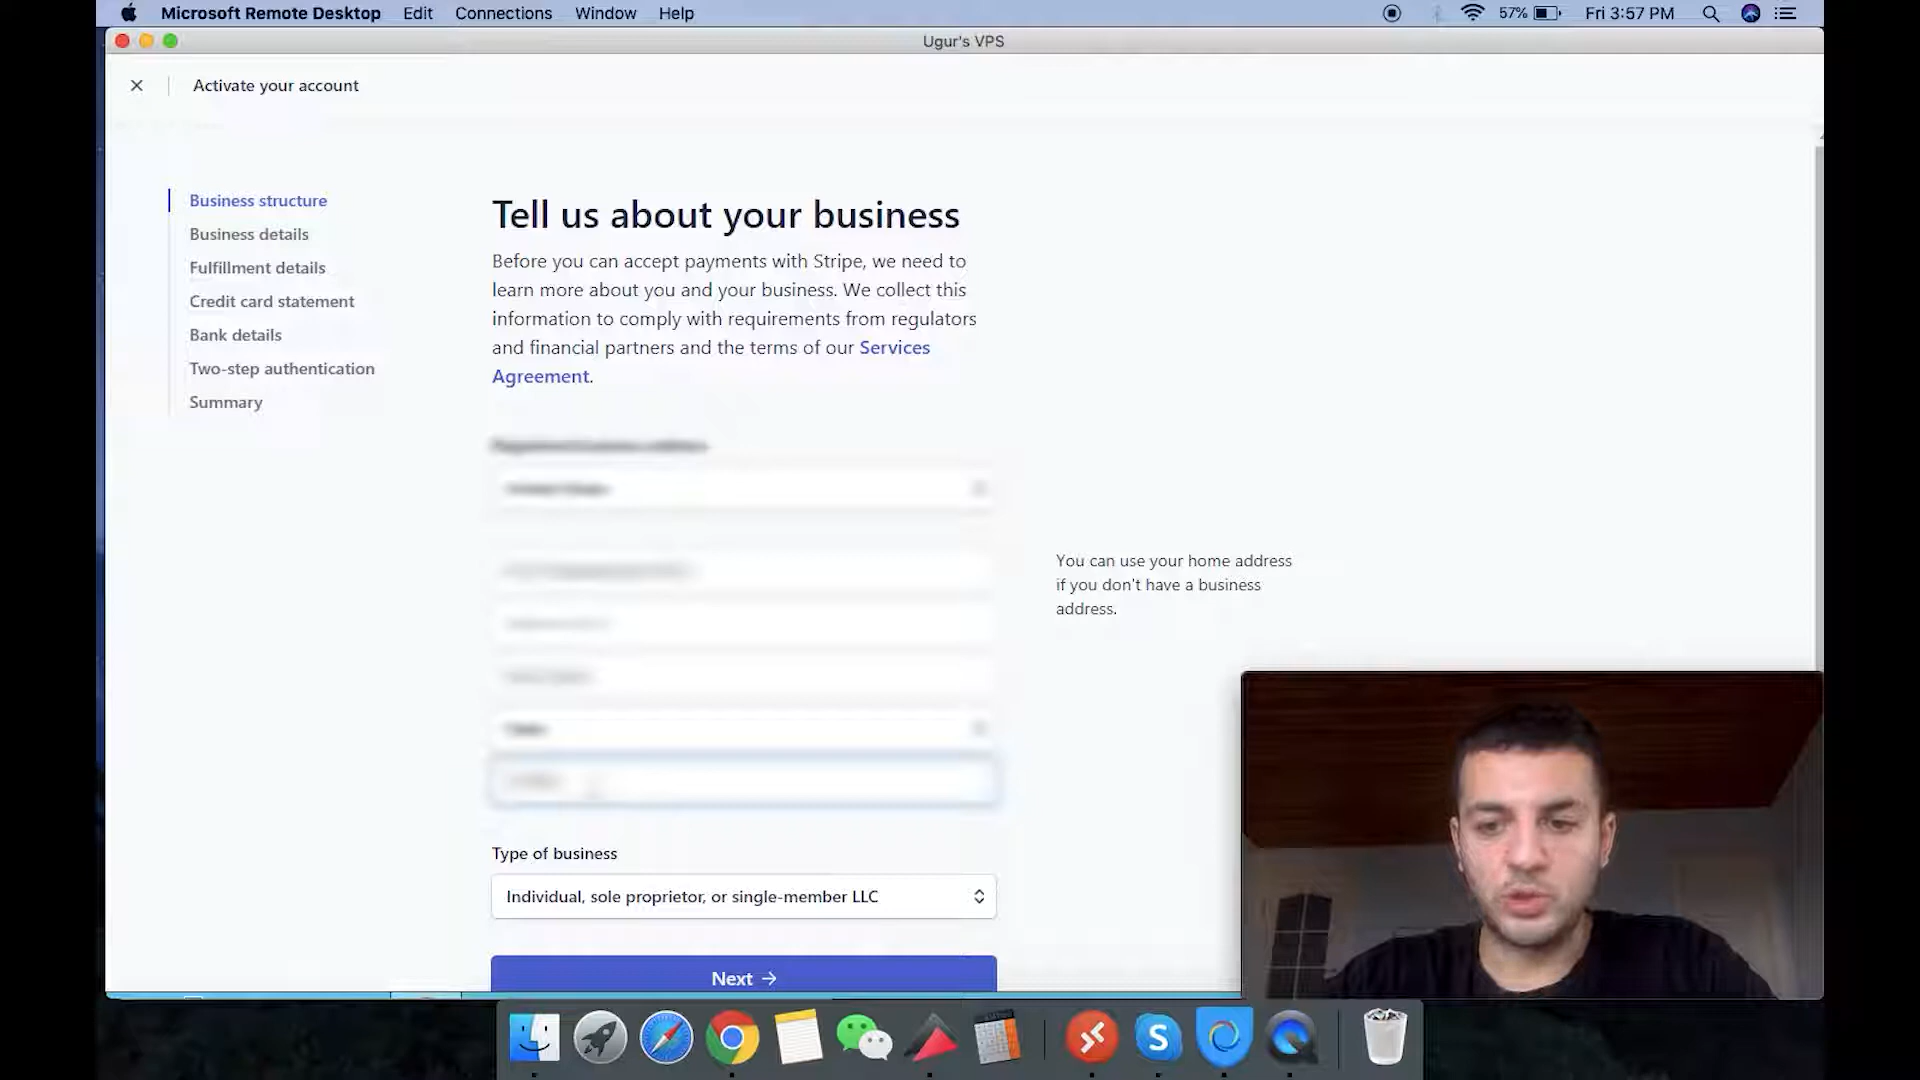 Microsoft Remote Desktop Edit Connections Window Help 57% Fri 3:57 PM
Ugur's VPS
Activate your account
Business structure
Business details
Fulfillment details
Credit card statement
Bank details
Two-step authentication
Summary
Tell us about your business
Before you can accept payments with Stripe, we need to
learn more about you and your business. We collect this
information to comply with requirements from regulators
and financial partners and the terms of our Services
Agreement.
You can use your home address
if you don't have a business
address.
Type of business
Individual, sole proprietor, or single-member LLC
Next →